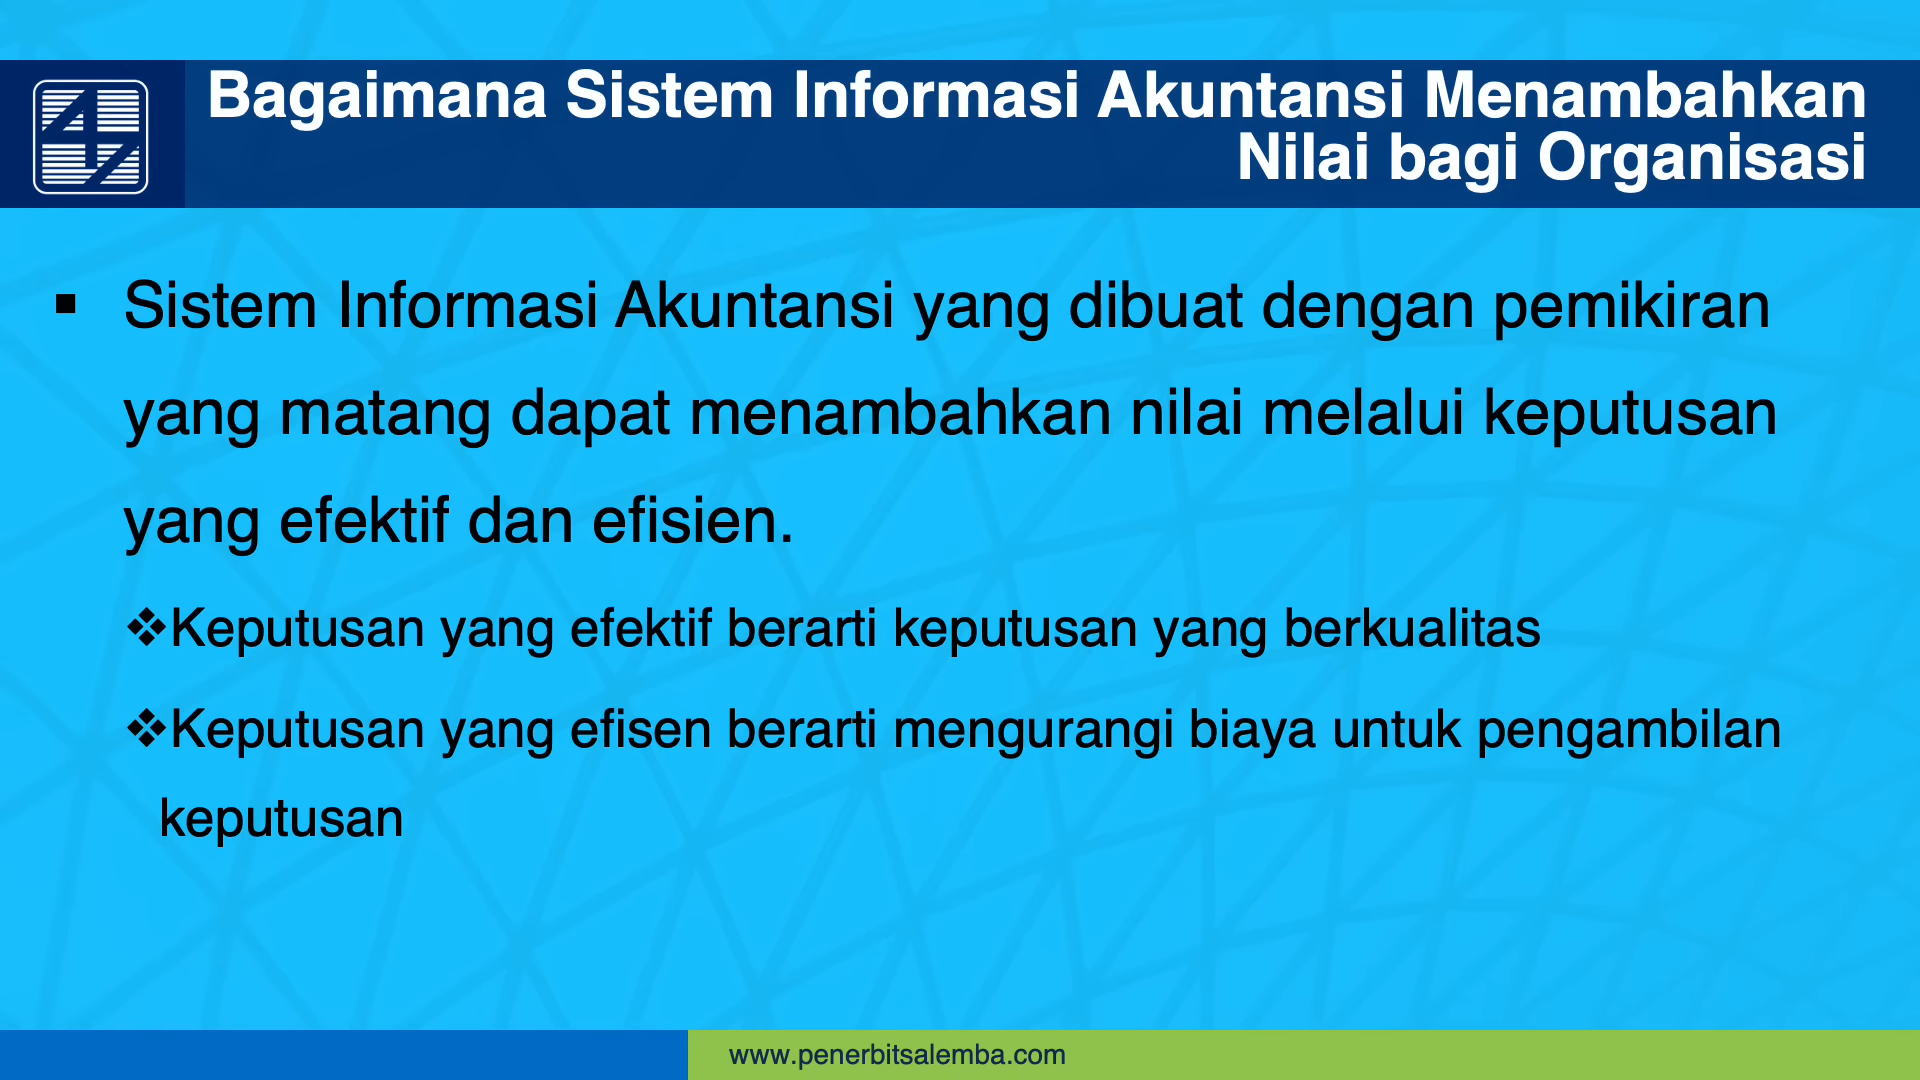 Bagaimana Sistem Informasi Akuntansi Menambahkan
Nilai bagi Organisasi
▪ Sistem Informasi Akuntansi yang dibuat dengan pemikiran
yang matang dapat menambahkan nilai melalui keputusan
yang efektif dan efisien.
❖Keputusan yang efektif berarti keputusan yang berkualitas
❖Keputusan yang efisen berarti mengurangi biaya untuk pengambilan
keputusan
www.penerbitsalemba.com